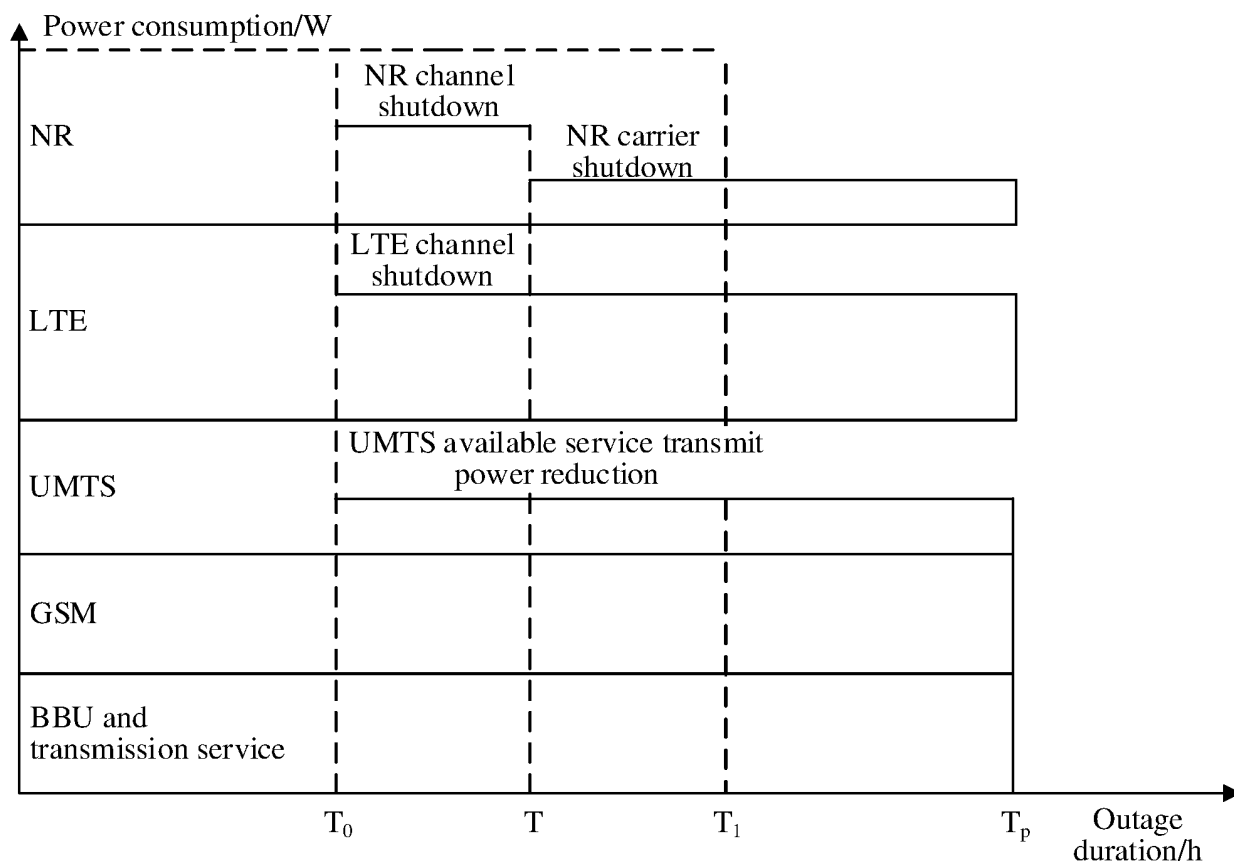 Power consumption/W
NR channel
shutdown
NR
NR carrier
shutdown
LTE channel
shutdown
LTE
UMTS available service transmit
power reduction
UMTS
GSM
BBU and
transmission service
T0 T T1 Tp Outage
duration/h